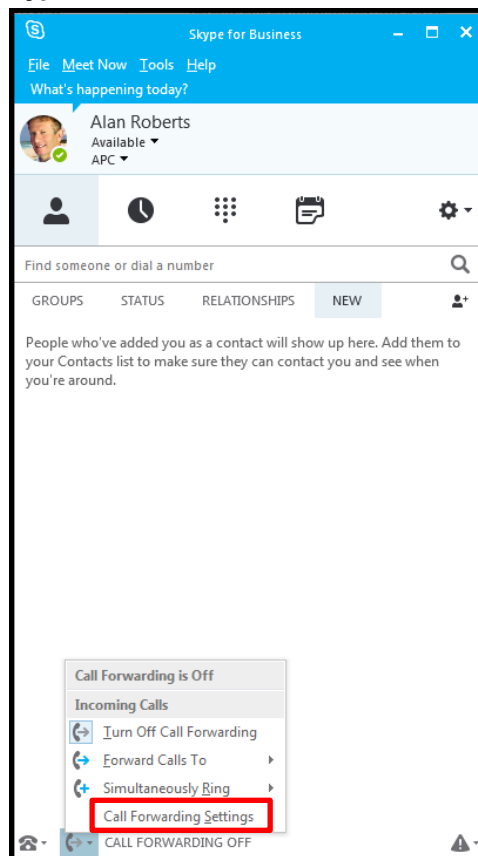 Skype for Business
File Meet Now Tools Help
What's happening today?
Alan Roberts
Available
APC
Find someone or dial a number
GROUPS STATUS RELATIONSHIPS NEW
People who've added you as a contact will show up here. Add them to
your Contacts list to make sure they can contact you and see when
you're around.
Call Forwarding is Off
Incoming Calls
Turn Off Call Forwarding
Forward Calls To
Simultaneously Ring
Call Forwarding Settings
CALL FORWARDING OFF